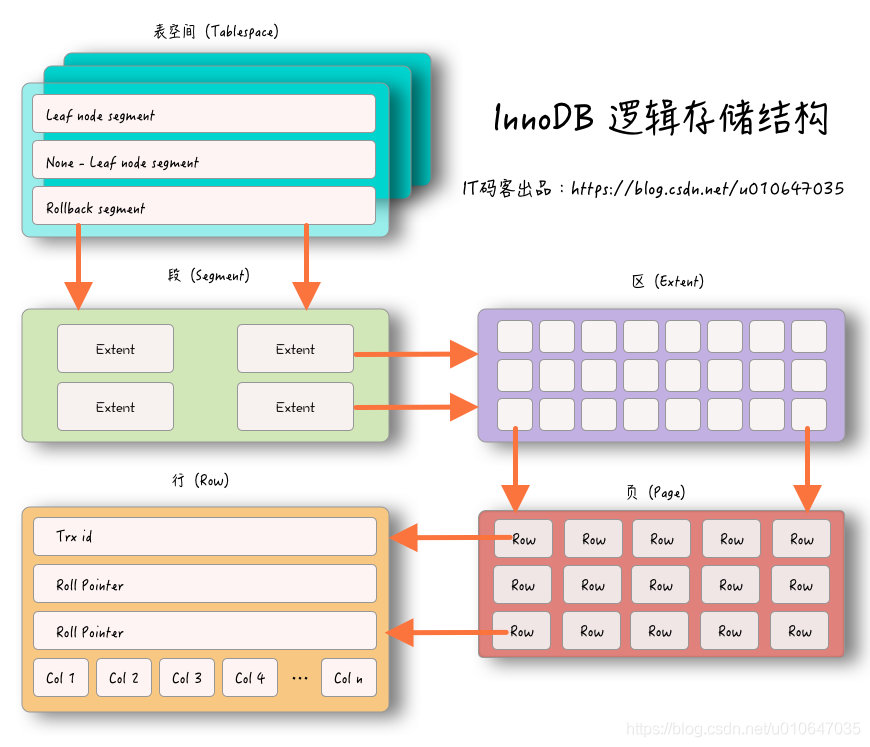 表空间 (Tablespace)
InnoDB 逻辑存储结构
IT码客出品：https://blog.csdn.net/u010647035
Leaf node segment
None - Leaf node segment
Rollback segment
段 (Segment)
Extent Extent
Extent Extent
区 (Extent)
行 (Row)
Trx id
Roll Pointer
Roll Pointer
Col 1 Col 2 Col 3 Col 4 ... Col n
页 (Page)
Row Row Row Row Row
Row Row Row Row Row
Row Row Row Row Row
https://blog.csdn.net/u010647035